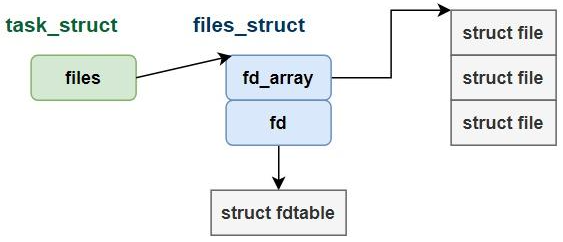 task_struct
files_struct
files
fd_array
fd
struct file
struct file
struct file
struct fdtable